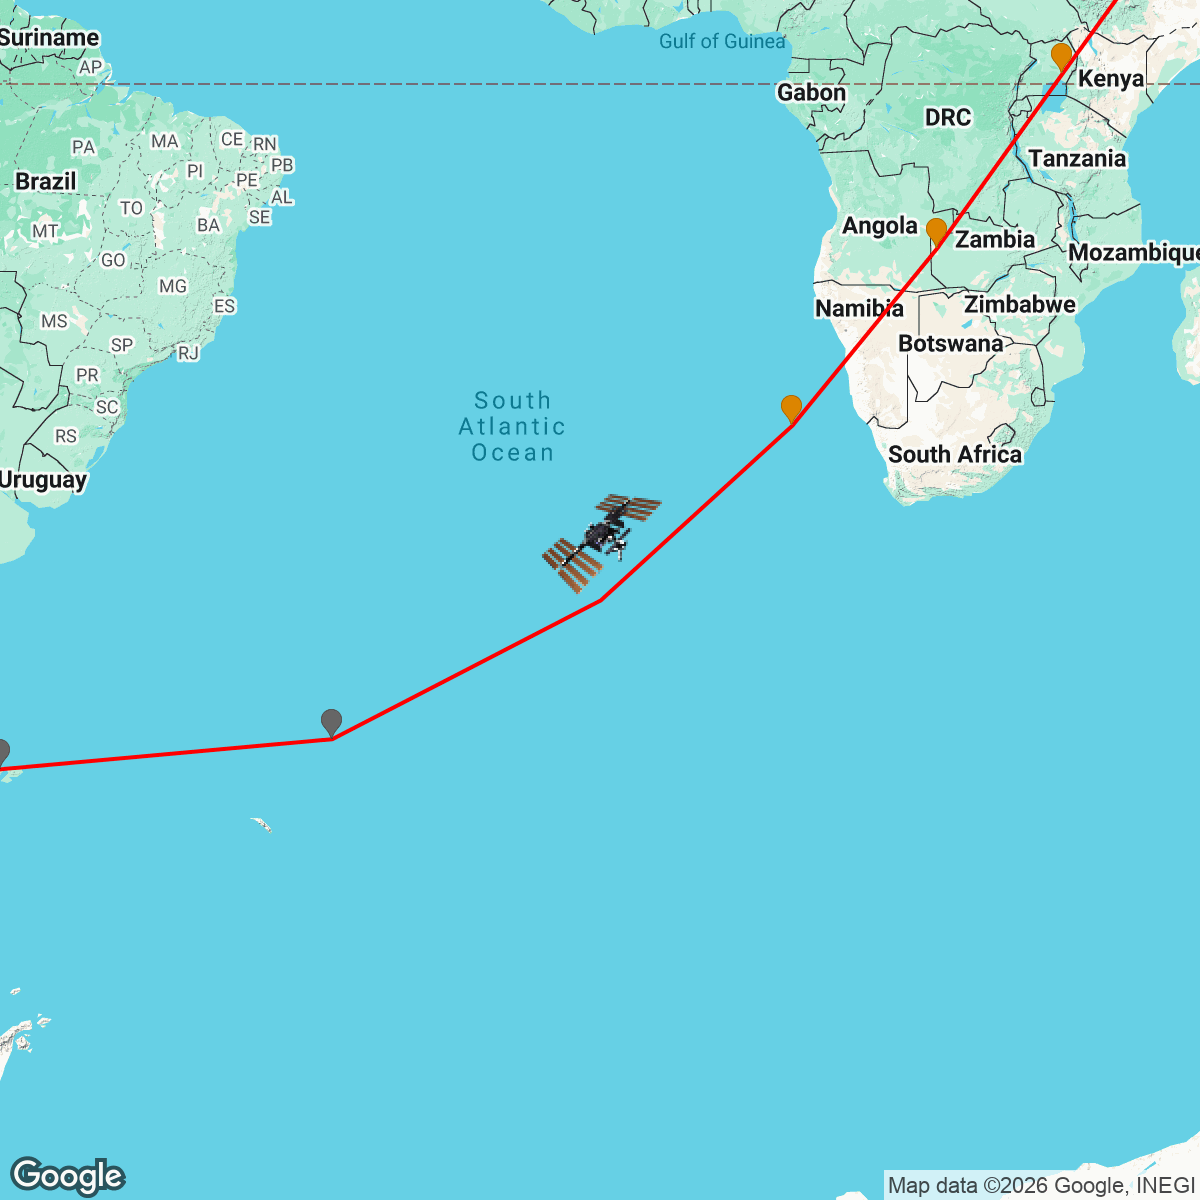 Suriname
AP
Gulf of Guinea
Gabon
Kenya
DRC
PA
MA
CE
RN
PI
PB
PE
Tanzania
Brazil
TO
AL
SE
MT
BA
Angola
Zambia
GO
Mozambique
MG
ES
Namibia
Zimbabwe
MS
SP
RJ
Botswana
PR
SC
South
Atlantic
Ocean
RS
South Africa
Uruguay
Google
Map data ©2026 Google, INEGI